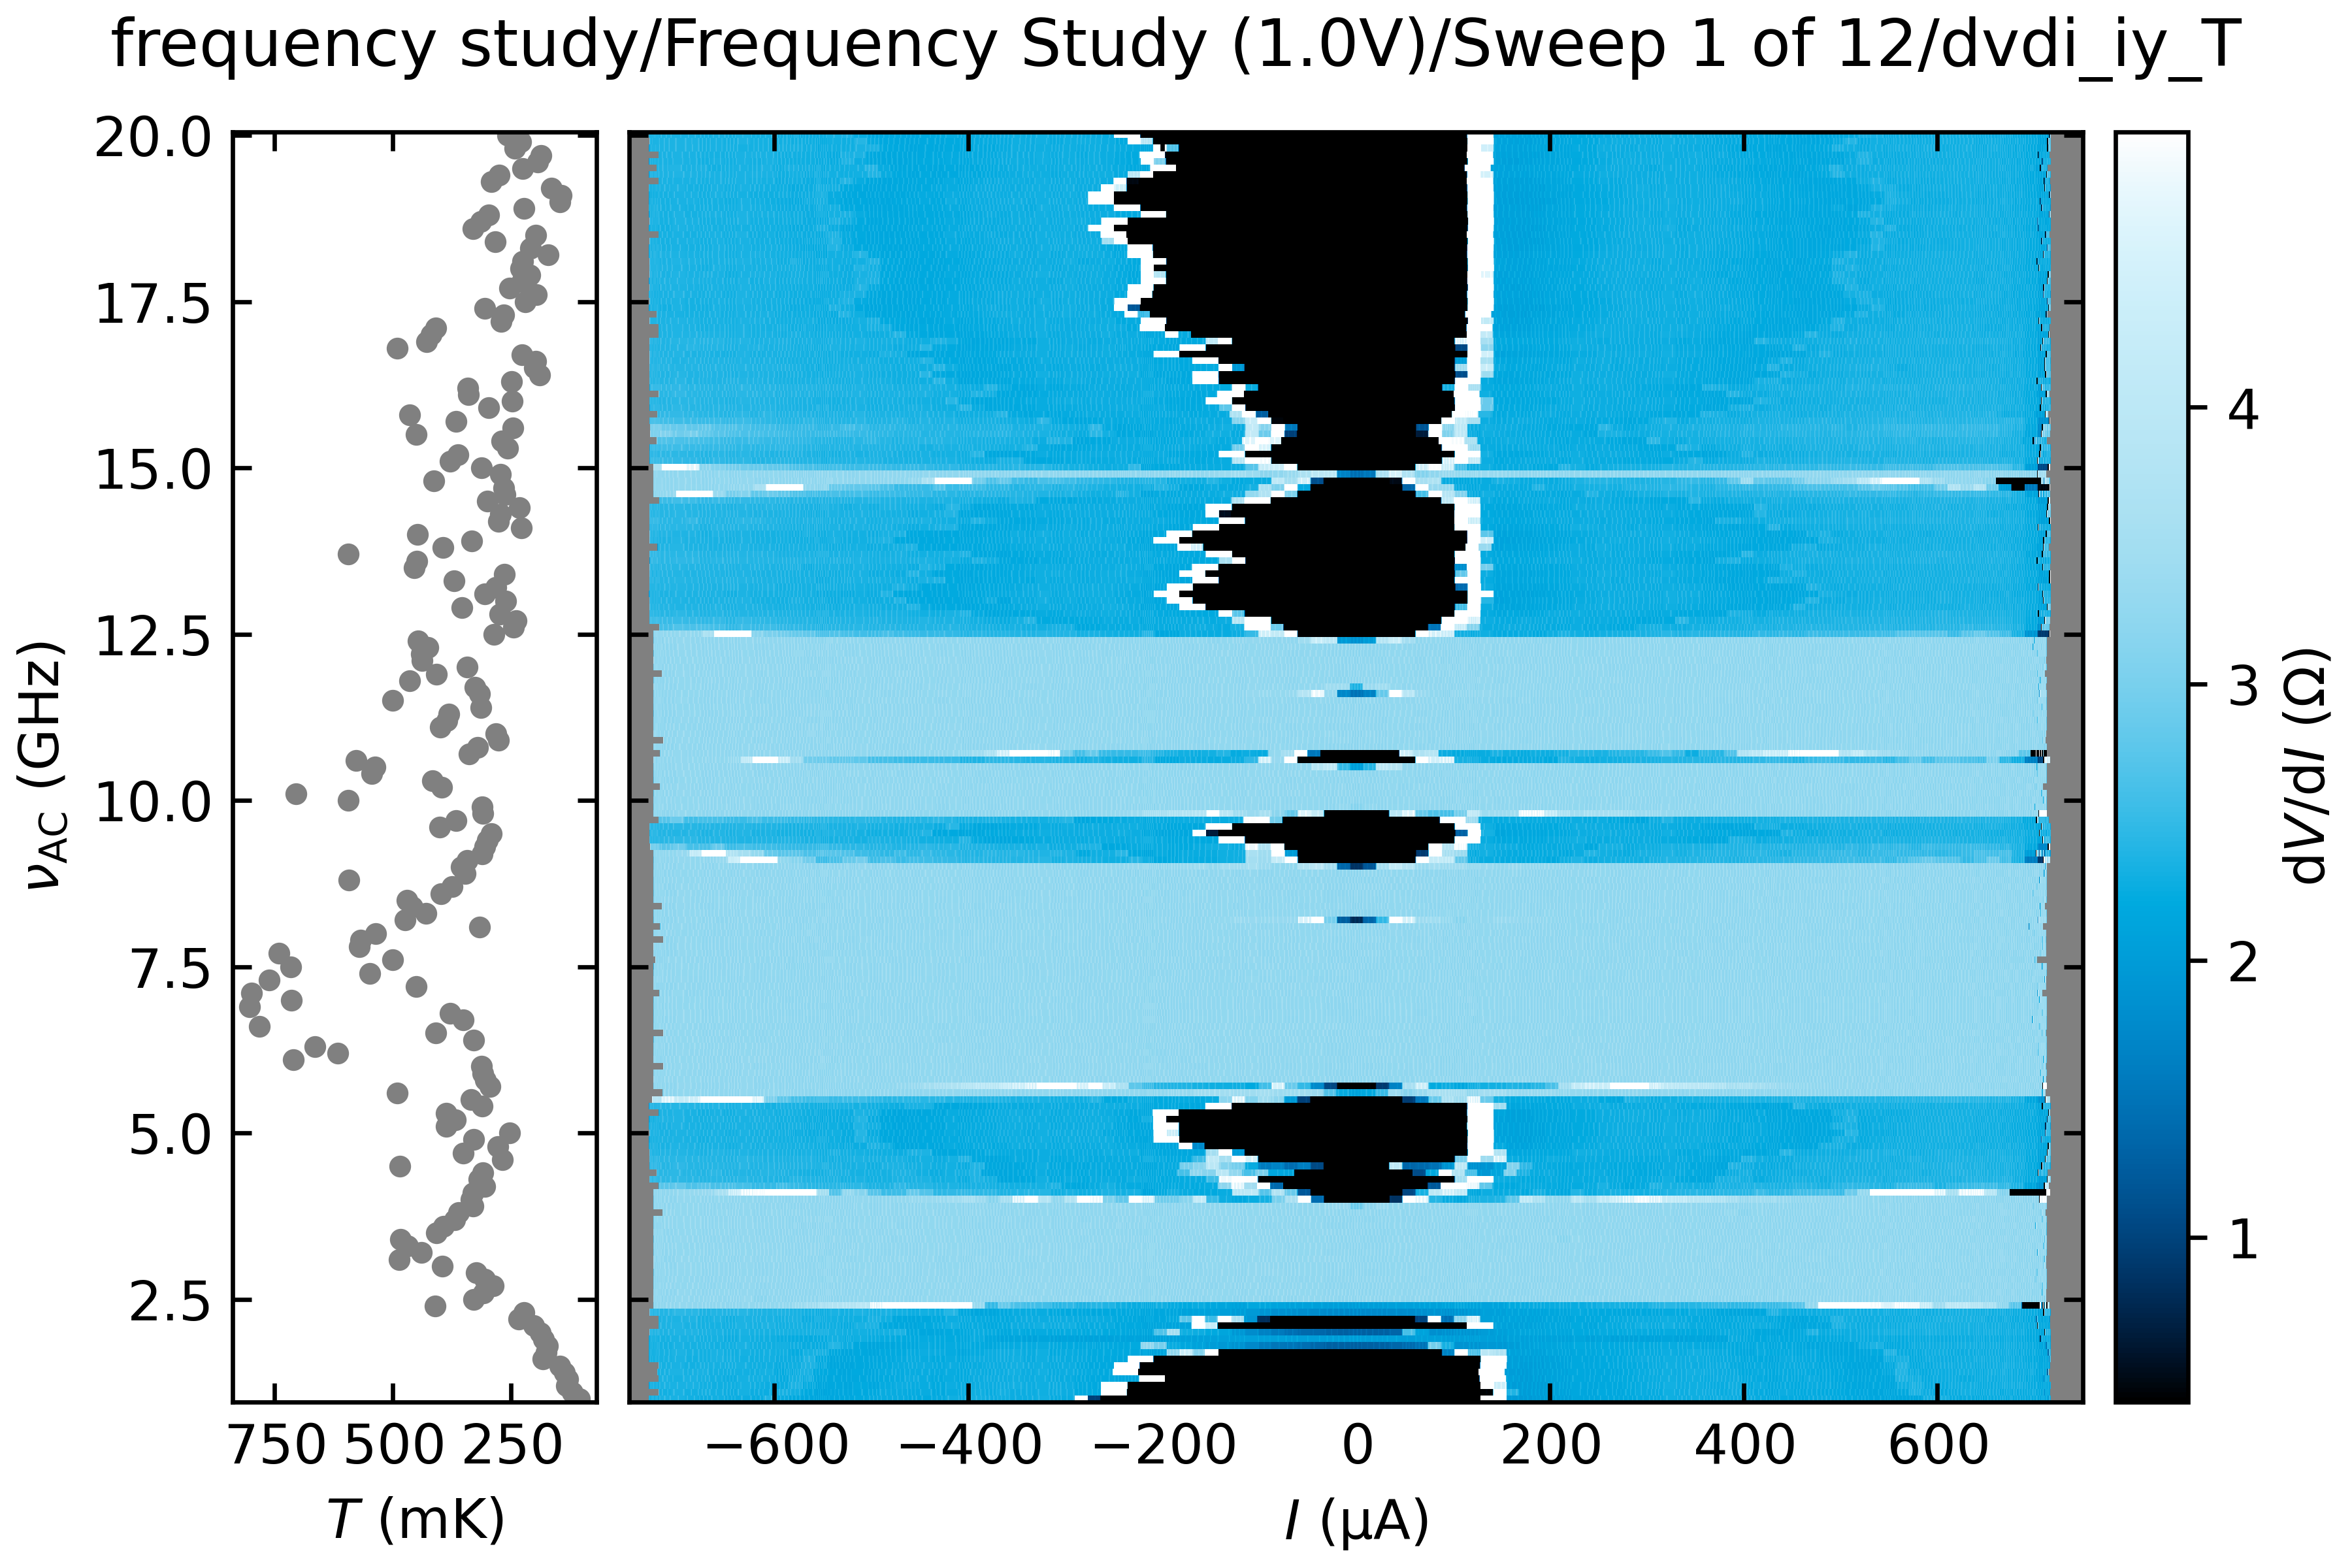 frequency study/Frequency Study (1.0V)/Sweep 1 of 12/dvdi_iy_T
20.0
17.5
15.0
12.5
10.0
7.5
5.0
2.5
ν_AC (GHz)
750 500 250
T (mK)
−600 −400 −200 0 200 400 600
I (µA)
4
3
2
1
dV/dI (Ω)